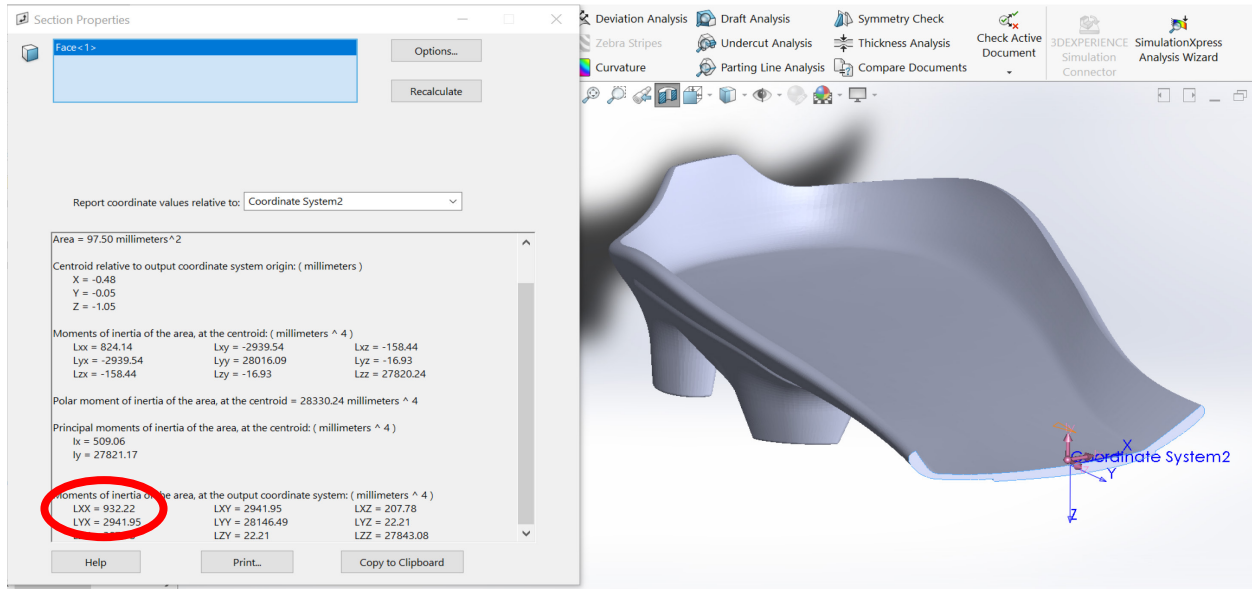 Section Properties
Face<1>
Options...
Recalculate
Report coordinate values relative to: Coordinate System2
Area = 97.50 millimeters^2
Centroid relative to output coordinate system origin: ( millimeters )
X = -0.48
Y = -0.05
Z = -1.05
Moments of inertia of the area, at the centroid: ( millimeters ^ 4 )
Lxx = 824.14 Lxy = -2939.54 Lxz = -158.44
Lyx = -2939.54 Lyy = 28016.09 Lyz = -16.93
Lzx = -158.44 Lzy = -16.93 Lzz = 27820.24
Polar moment of inertia of the area, at the centroid = 28330.24 millimeters ^ 4
Principal moments of inertia of the area, at the centroid: ( millimeters ^ 4 )
Ix = 509.06
Iy = 27821.17
Moments of inertia of the area, at the output coordinate system: ( millimeters ^ 4 )
LXX = 932.22 LXY = 2941.95 LXZ = 207.78
LYX = 2941.95 LYY = 28146.49 LYZ = 22.21
LZY = 22.21 LZZ = 27843.08
Help Print... Copy to Clipboard
Deviation Analysis Draft Analysis Symmetry Check
Zebra Stripes Undercut Analysis Thickness Analysis
Curvature Parting Line Analysis Compare Documents
Check Active
Document
3DEXPERIENCE
Simulation
Connector
SimulationXpress
Analysis Wizard
X
Coordinate System2
Y
Z